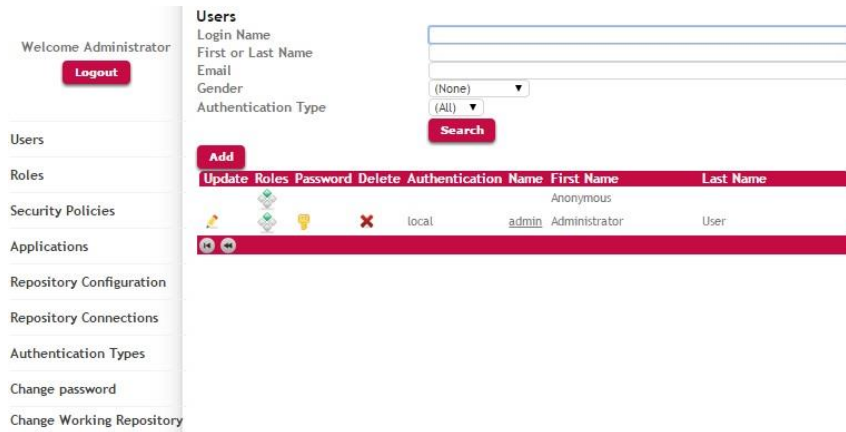 Welcome Administrator
Logout
Users
Roles
Security Policies
Applications
Repository Configuration
Repository Connections
Authentication Types
Change password
Change Working Repository
Users
Login Name
First or Last Name
Email
Gender (None)
Authentication Type (All)
Search
Add
Update Roles Password Delete Authentication Name First Name Last Name
Anonymous
local admin Administrator User